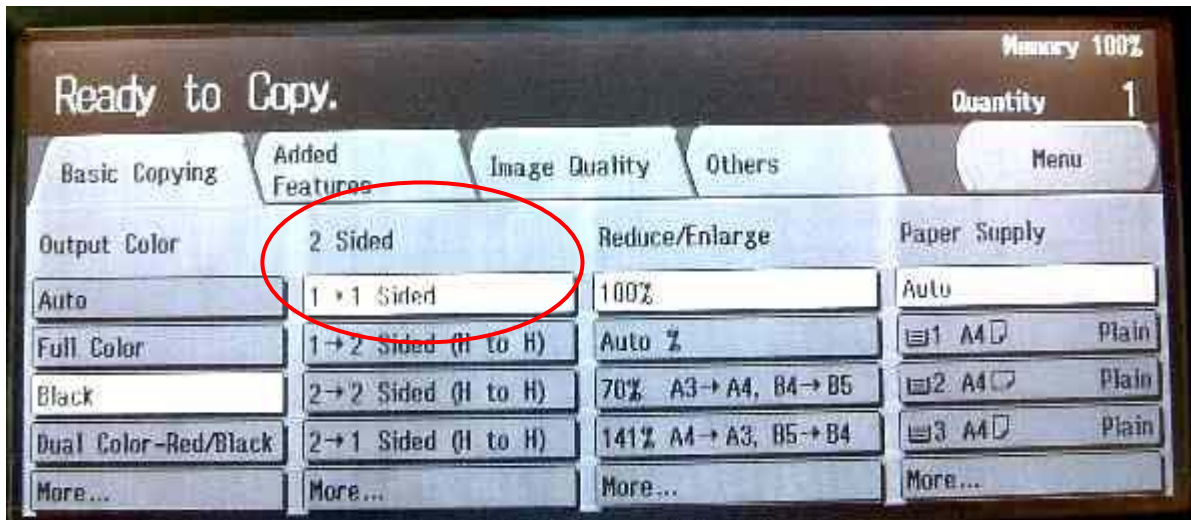 Memory 100%
Ready to Copy.
Quantity 1
Basic Copying
Added
Features
Image Quality
Others
Menu
Output Color
Auto
Full Color
Black
Dual Color-Red/Black
More...
2 Sided
1→1 Sided
1→2 Sided (H to H)
2→2 Sided (H to H)
2→1 Sided (H to H)
More...
Reduce/Enlarge
100%
Auto %
70% A3→A4, B4→B5
141% A4→A3, B5→B4
More...
Paper Supply
Auto
1 A4 Plain
2 A4 Plain
3 A4 Plain
More...